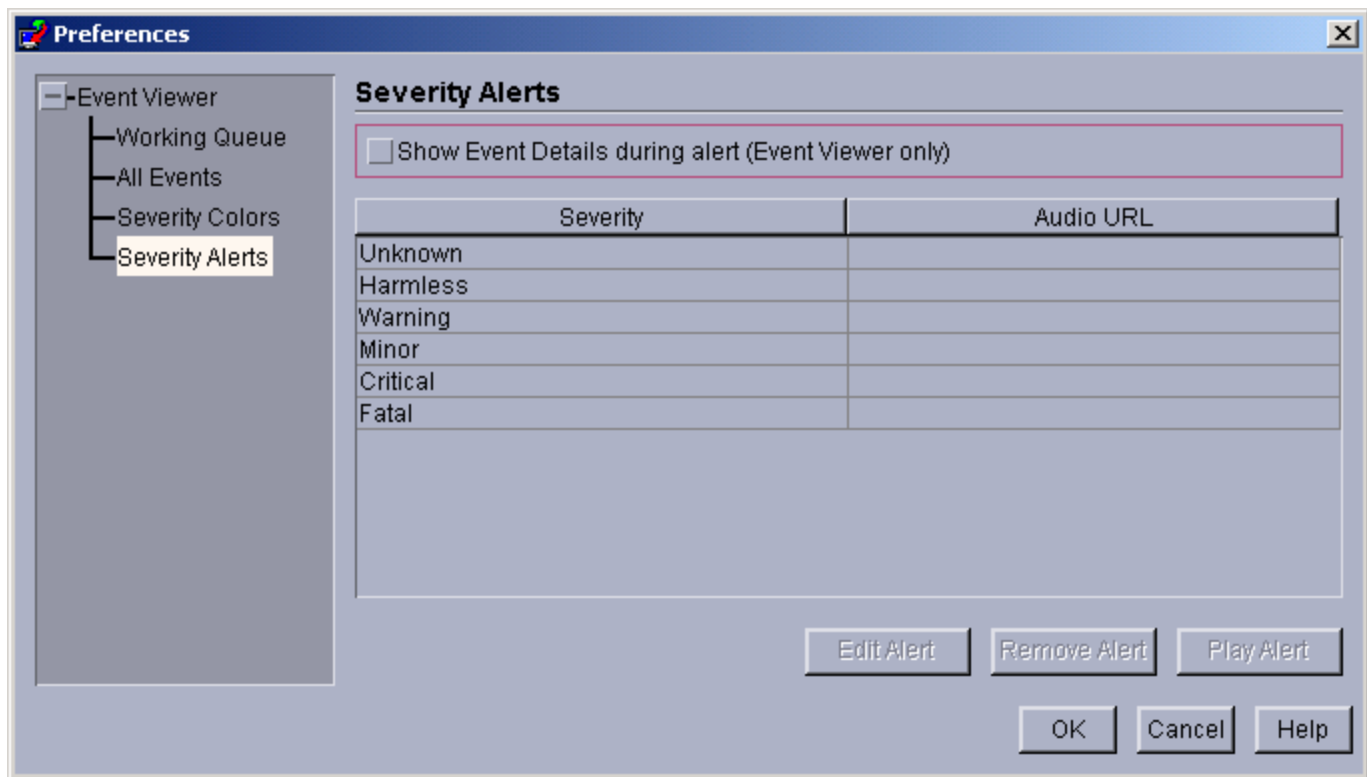 Preferences
Event Viewer
Working Queue
All Events
Severity Colors
Severity Alerts
Severity Alerts
Show Event Details during alert (Event Viewer only)
Severity Audio URL
Unknown
Harmless
Warning
Minor
Critical
Fatal
Edit Alert Remove Alert Play Alert
OK Cancel Help